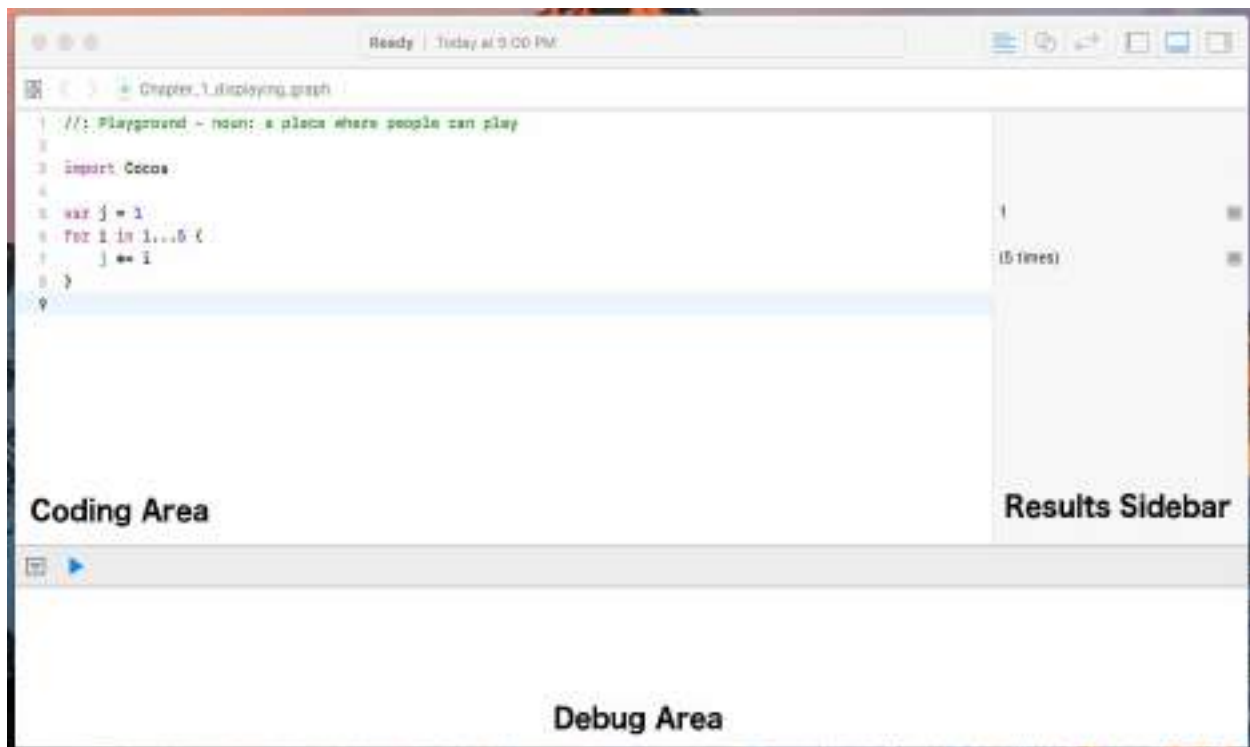 Ready | Today at 9:00 PM
Chapter_1_displaying_graph
1 //: Playground - noun: a place where people can play
2
3 import Cocoa
4
5 var j = 1
6 for i in 1...5 {
7 j *= i
8 }
9
1
(5 times)
Coding Area
Results Sidebar
Debug Area